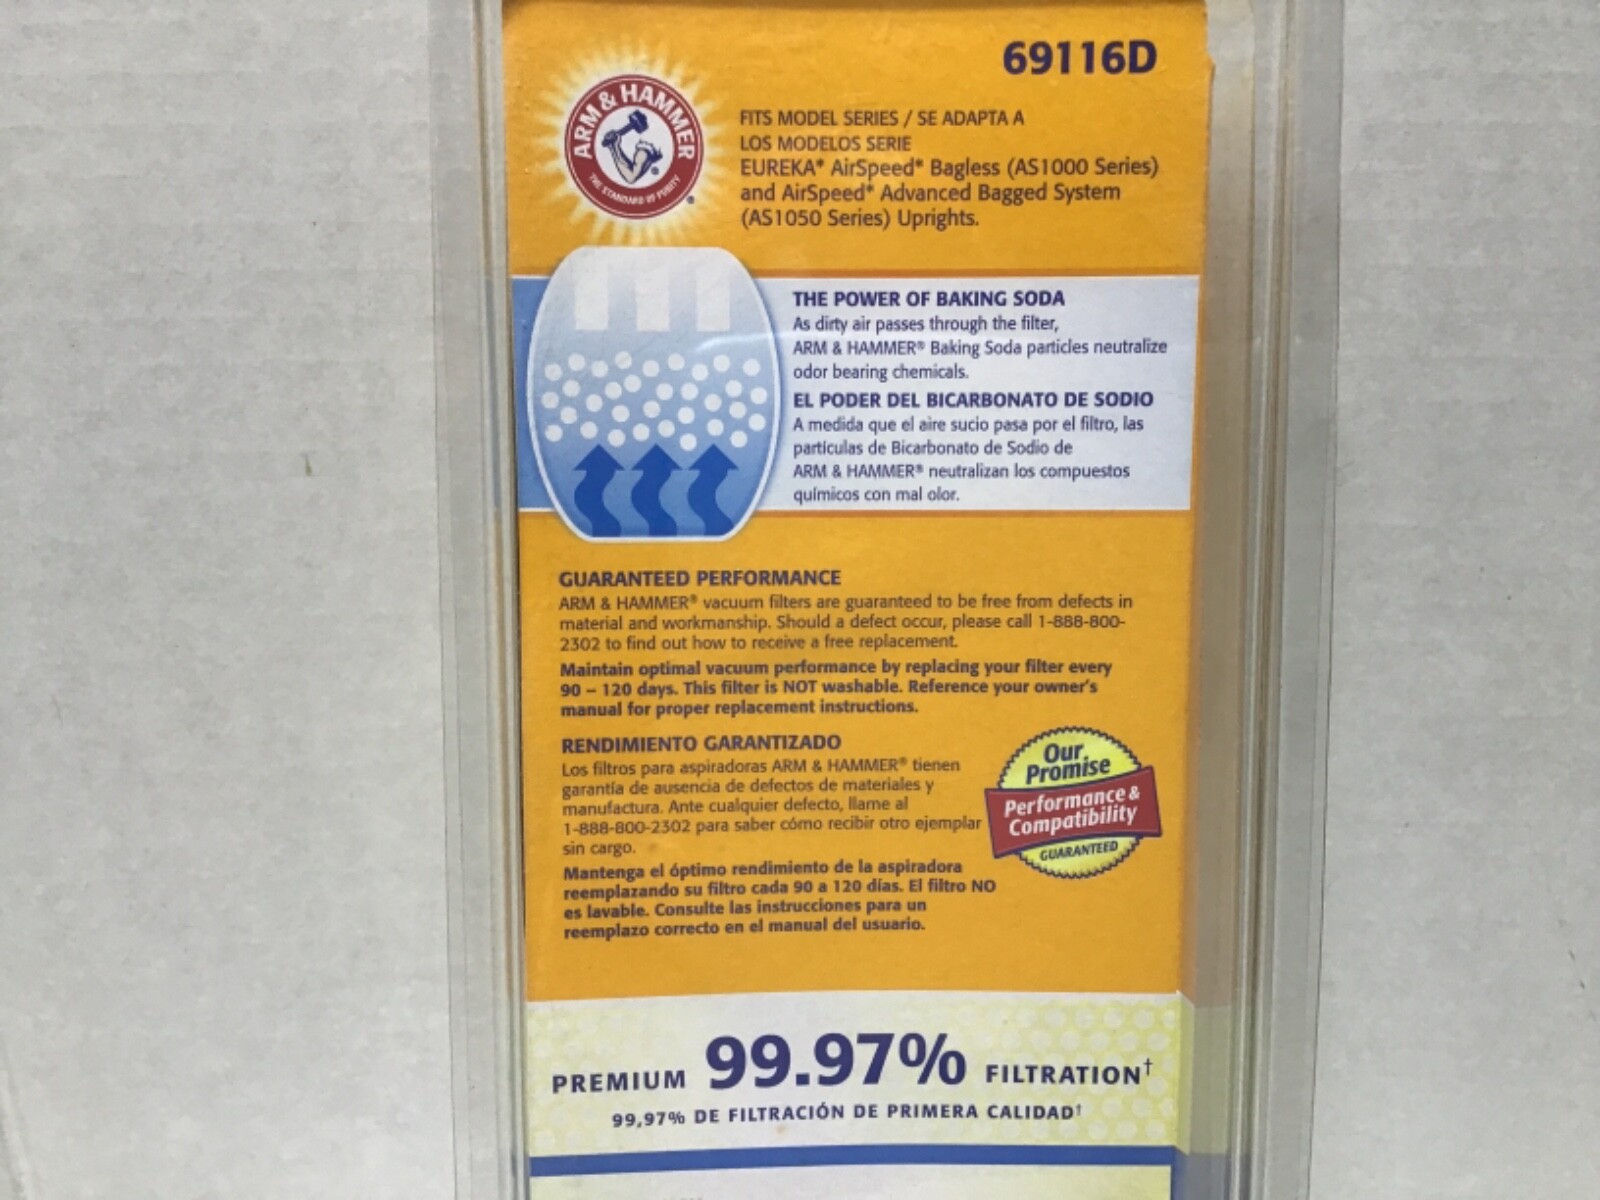 69116D
ARM & HAMMER
THE STANDARD OF PURITY
FITS MODEL SERIES / SE ADAPTA A
LOS MODELOS SERIE
EUREKA* AirSpeed* Bagless (AS1000 Series)
and AirSpeed* Advanced Bagged System
(AS1050 Series) Uprights.
THE POWER OF BAKING SODA
As dirty air passes through the filter,
ARM & HAMMER® Baking Soda particles neutralize
odor bearing chemicals.
EL PODER DEL BICARBONATO DE SODIO
A medida que el aire sucio pasa por el filtro, las
partículas de Bicarbonato de Sodio de
ARM & HAMMER® neutralizan los compuestos
químicos con mal olor.
GUARANTEED PERFORMANCE
ARM & HAMMER® vacuum filters are guaranteed to be free from defects in
material and workmanship. Should a defect occur, please call 1-888-800-
2302 to find out how to receive a free replacement.
Maintain optimal vacuum performance by replacing your filter every
90 – 120 days. This filter is NOT washable. Reference your owner's
manual for proper replacement instructions.
RENDIMIENTO GARANTIZADO
Los filtros para aspiradoras ARM & HAMMER® tienen
garantía de ausencia de defectos de materiales y
manufactura. Ante cualquier defecto, llame al
1-888-800-2302 para saber cómo recibir otro ejemplar
sin cargo.
Mantenga el óptimo rendimiento de la aspiradora
reemplazando su filtro cada 90 a 120 días. El filtro NO
es lavable. Consulte las instrucciones para un
reemplazo correcto en el manual del usuario.
Our
Promise
Performance &
Compatibility
GUARANTEED
PREMIUM 99.97% FILTRATION†
99,97% DE FILTRACIÓN DE PRIMERA CALIDAD†